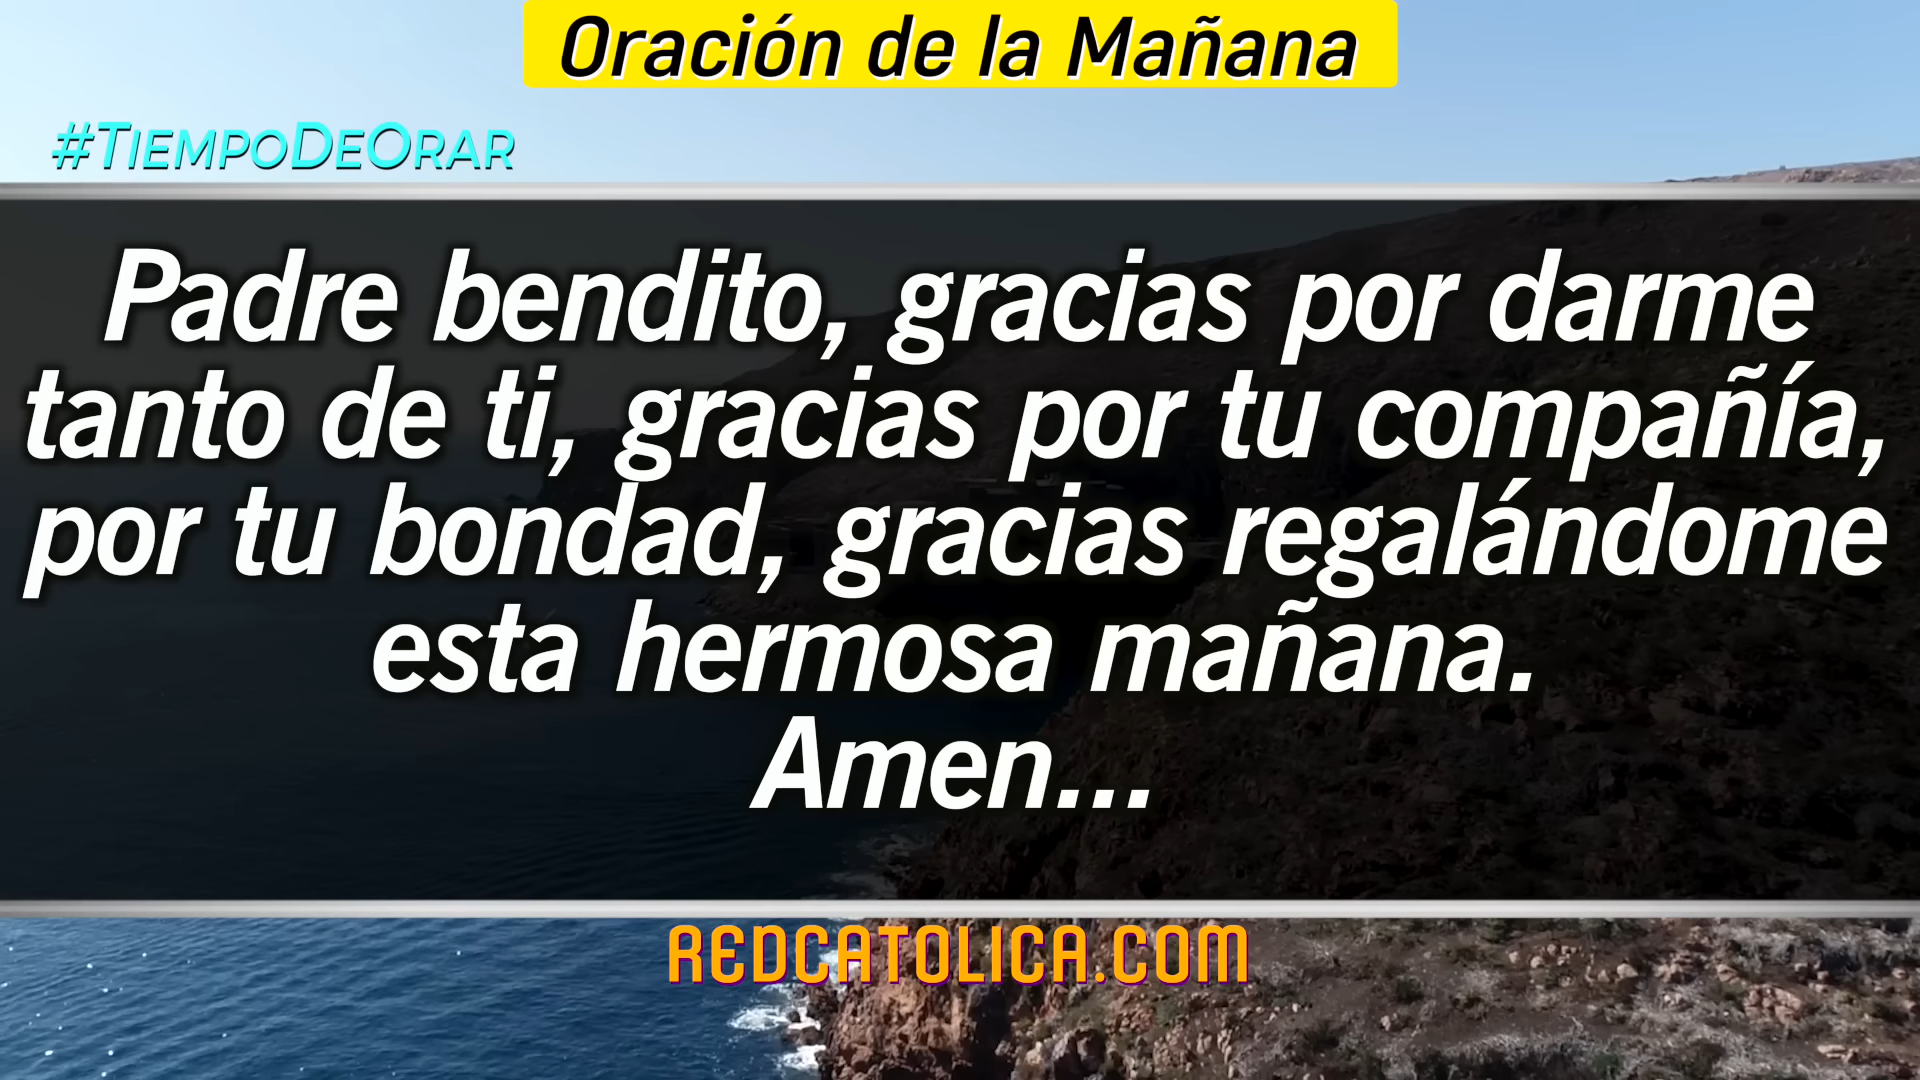 Oración de la Mañana
#TiempoDeOrar
Padre bendito, gracias por darme
tanto de ti, gracias por tu compañía,
por tu bondad, gracias regalándome
esta hermosa mañana.
Amen...
REDCATOLICA.COM